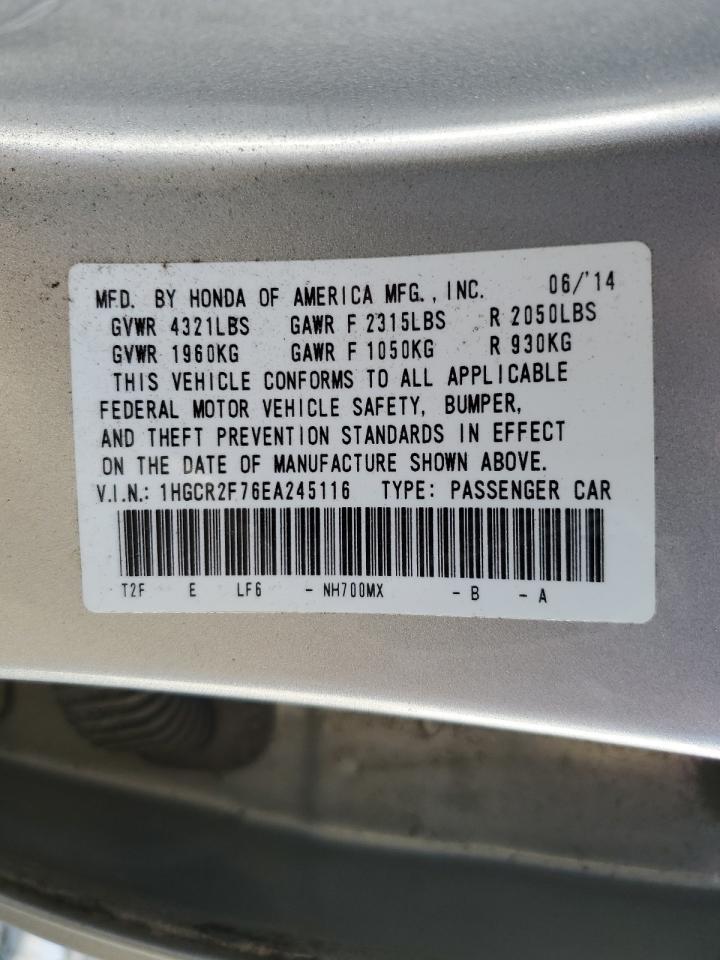 MFD. BY HONDA OF AMERICA MFG., INC. 06/'14
GVWR 4321LBS GAWR F 2315LBS R 2050LBS
GVWR 1960KG GAWR F 1050KG R 930KG
THIS VEHICLE CONFORMS TO ALL APPLICABLE
FEDERAL MOTOR VEHICLE SAFETY, BUMPER,
AND THEFT PREVENTION STANDARDS IN EFFECT
ON THE DATE OF MANUFACTURE SHOWN ABOVE.
V.I.N.: 1HGCR2F76EA245116 TYPE: PASSENGER CAR
T2F E LF6 - NH700MX - B - A